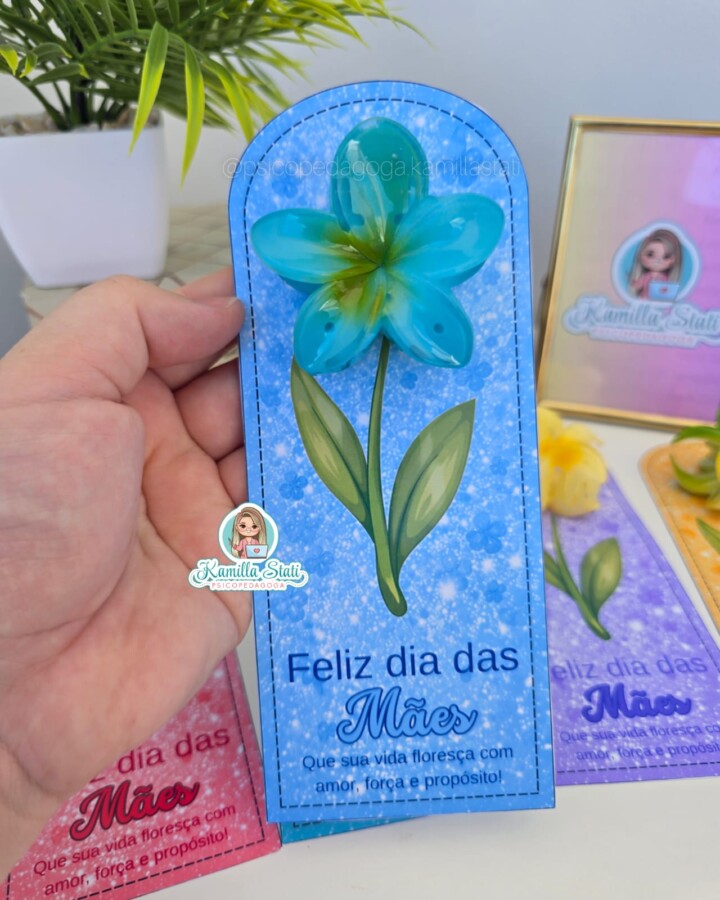 @psicopedagoga.kamillastati
Kamilla Stati
Kamilla Stati
PSICOPEDAGOGA
Feliz dia das
Mães
Que sua vida floresça com
amor, força e propósito!
eliz dia das
Mães
Que sua vida floresça
amor, força e
dia das
Mães
Que sua vida floresça com
amor, força e propósito!